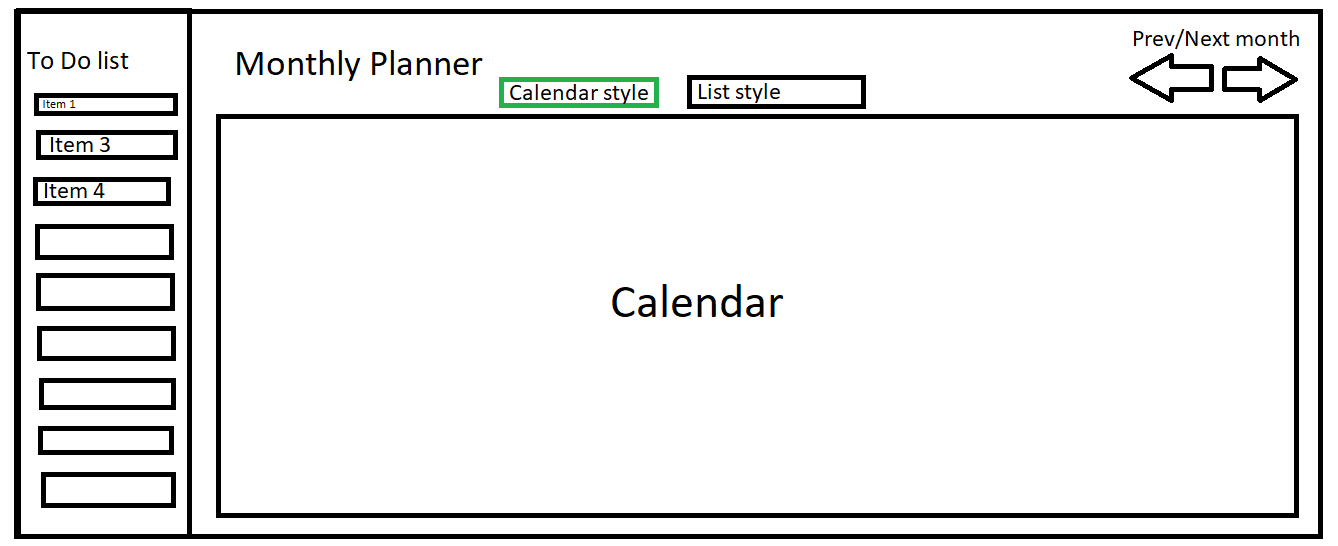 To Do list
Item 1
Item 3
Item 4
Monthly Planner
Calendar style
List style
Prev/Next month
Calendar